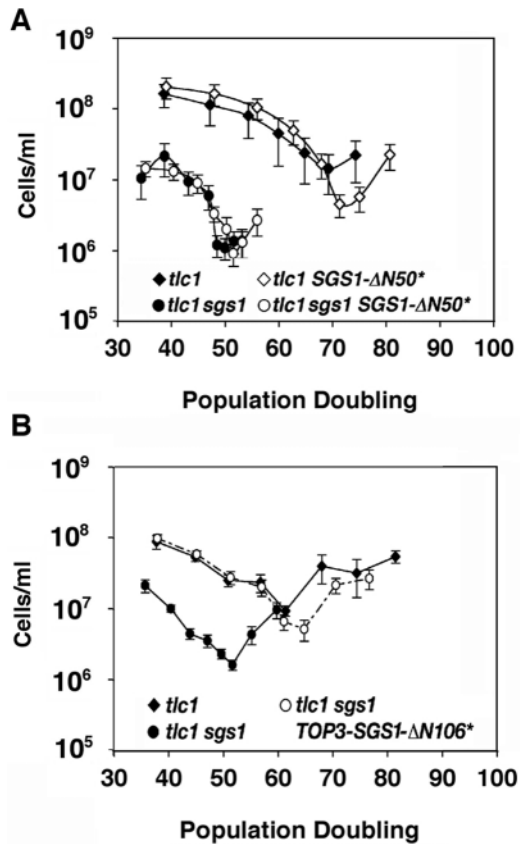 A
10⁹
10⁸
10⁷
10⁶
10⁵
Cells/ml
tlc1
tlc1 SGS1-ΔN50*
tlc1 sgs1
tlc1 sgs1 SGS1-ΔN50*
30 40 50 60 70 80 90 100
Population Doubling
B
10⁹
10⁸
10⁷
10⁶
10⁵
Cells/ml
tlc1
tlc1 sgs1
tlc1 sgs1
TOP3-SGS1-ΔN106*
30 40 50 60 70 80 90 100
Population Doubling